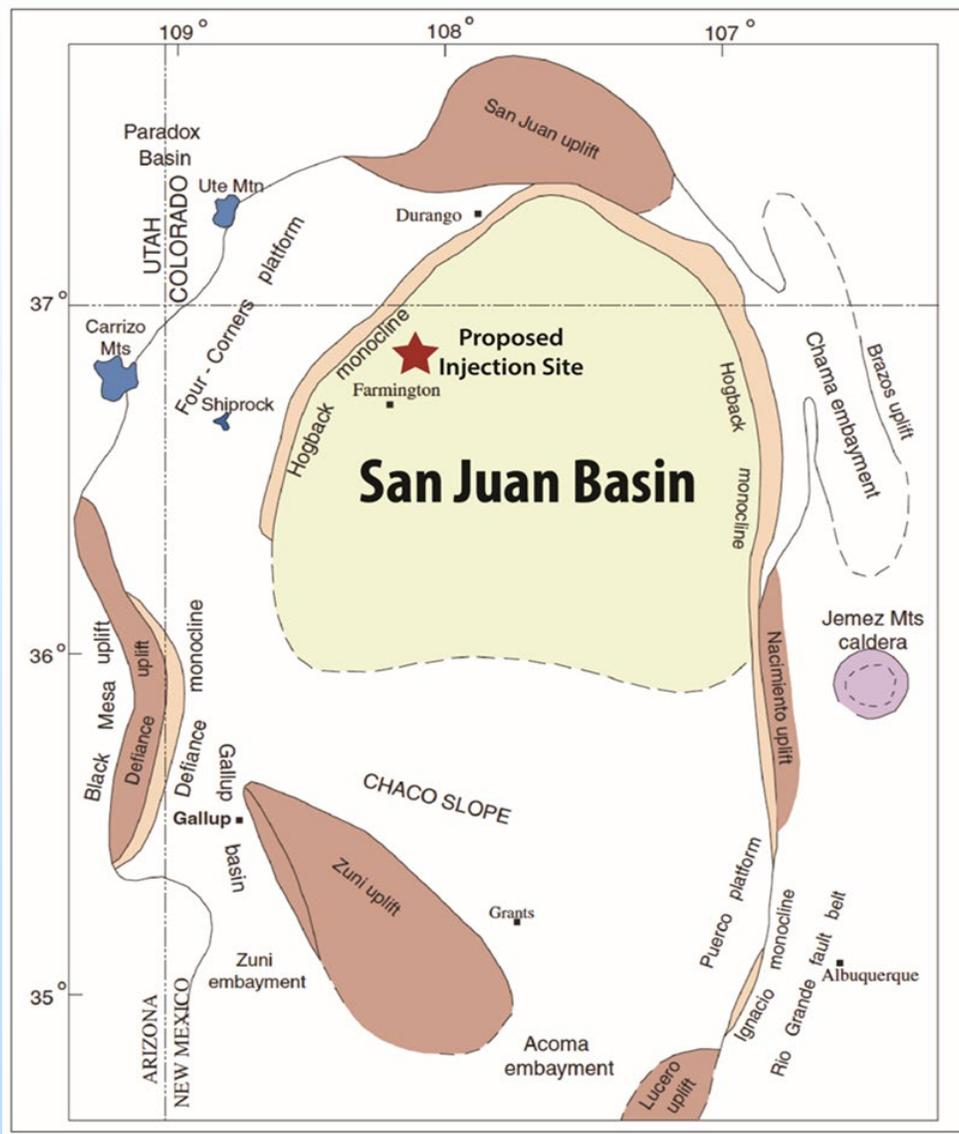 109°
108°
107°
San Juan uplift
Paradox
Basin
Ute Mtn
Durango
UTAH
COLORADO
Four-Corners platform
37°
Carrizo
Mts
Shiprock
Hogback monocline
Proposed
Injection Site
Farmington
San Juan Basin
Hogback monocline
Chama embayment
Brazos uplift
36°
Black Mesa uplift
Defiance uplift
Defiance monocline
Nacimiento uplift
Jemez Mts
caldera
Gallup basin
Gallup
CHACO SLOPE
Zuni uplift
Grants
Zuni
embayment
Puerco platform
Ignacio monocline
Rio Grande fault belt
Albuquerque
35°
ARIZONA
NEW MEXICO
Acoma
embayment
Lucero
uplift